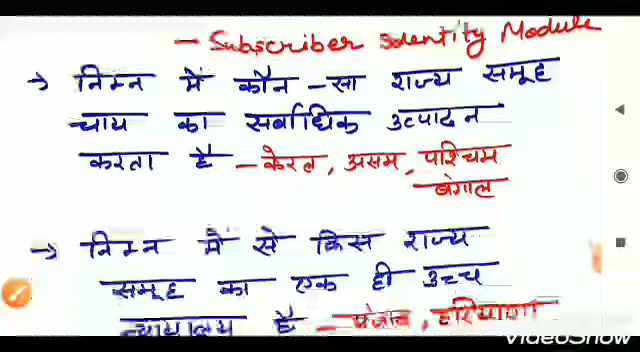 – Subscriber Identity Module
→ निम्न में कौन – सा राज्य समूह
चाय का सर्वाधिक उत्पादन
करता है – केरल, असम, पश्चिम
बंगाल
→ निम्न में से किस राज्य
समूह का एक ही उच्च
न्यायालय है – पंजाब, हरियाणा
VideoShow